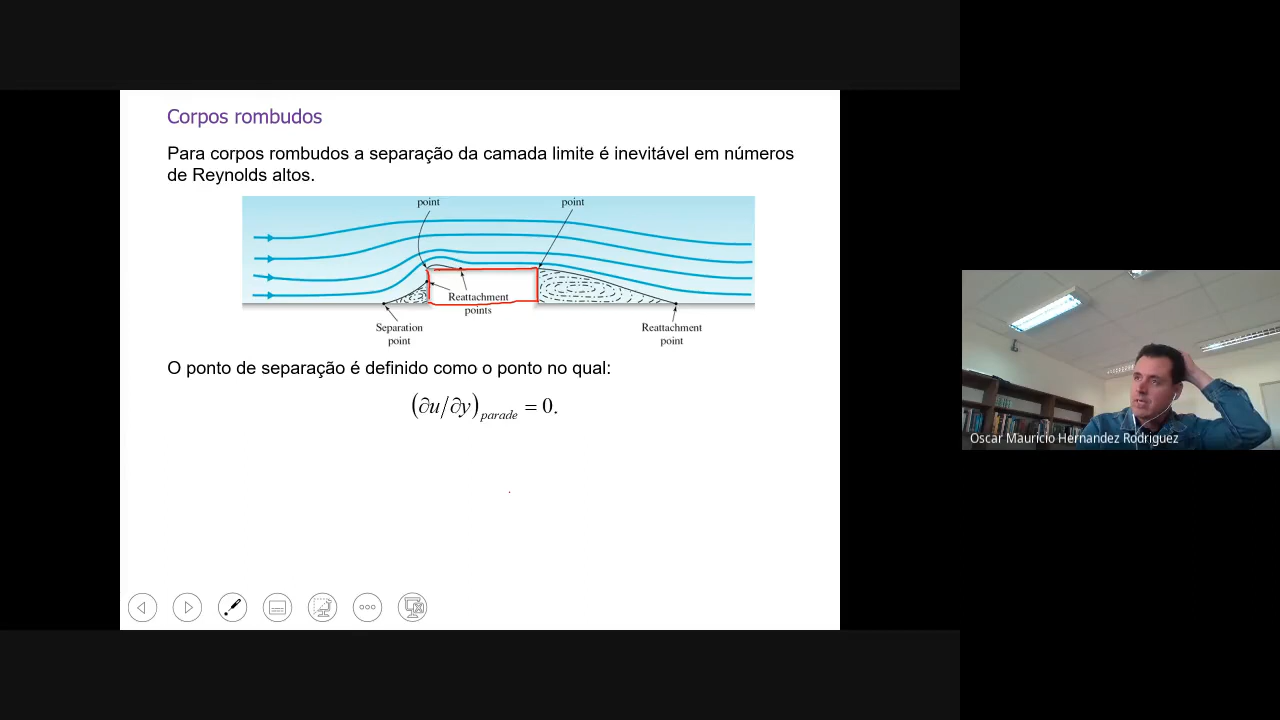 Corpos rombudos
Para corpos rombudos a separação da camada limite é inevitável em números
de Reynolds altos.
point
point
Reattachment
points
Separation
point
Reattachment
point
O ponto de separação é definido como o ponto no qual:
(∂u/∂y)parade = 0.
Oscar Mauricio Hernandez Rodriguez